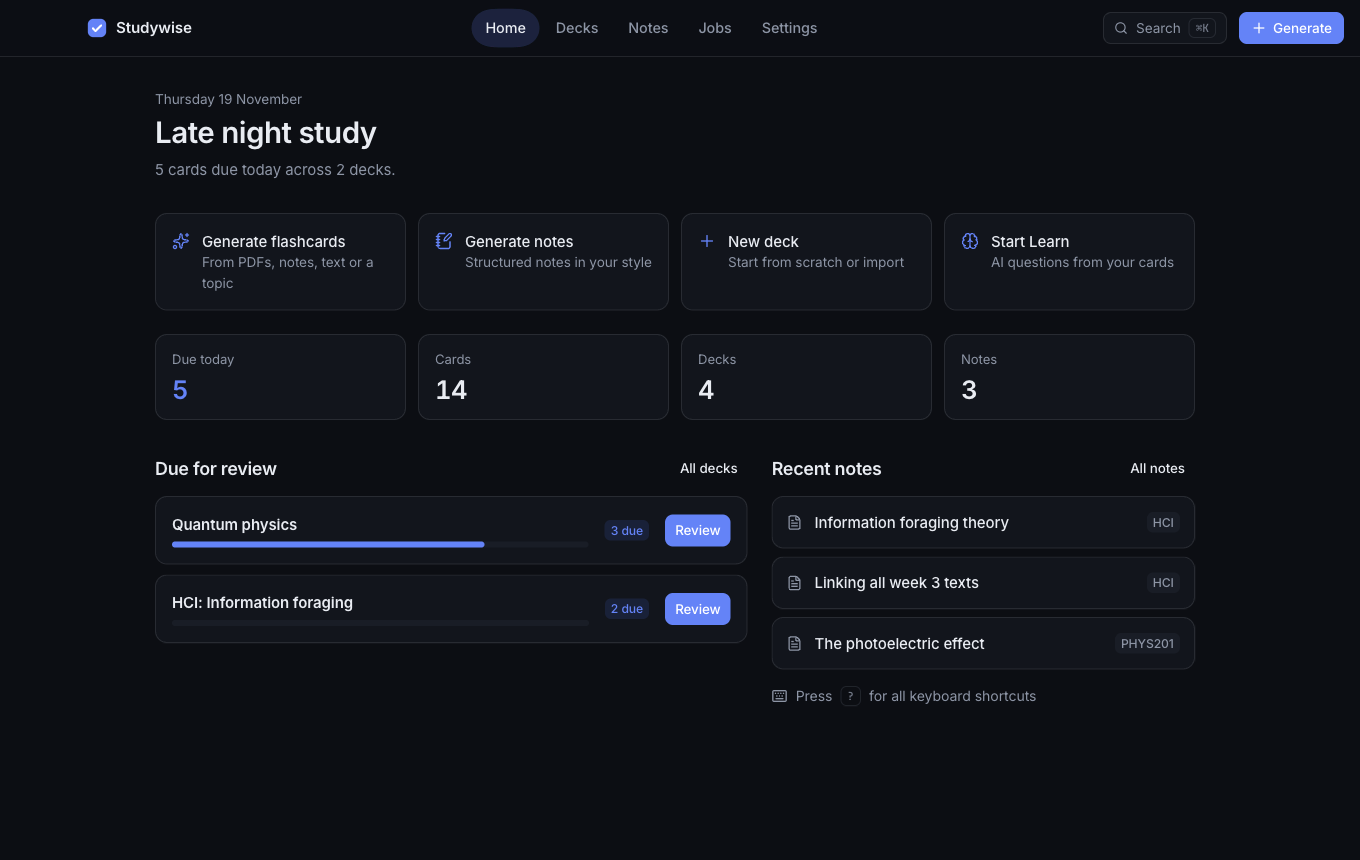 Studywise
Home
Decks
Notes
Jobs
Settings
Search ⌘K
Generate
Thursday 19 November
Late night study
5 cards due today across 2 decks.
Generate flashcards
From PDFs, notes, text or a
topic
Generate notes
Structured notes in your style
New deck
Start from scratch or import
Start Learn
AI questions from your cards
Due today
5
Cards
14
Decks
4
Notes
3
Due for review
All decks
Quantum physics
3 due
Review
HCI: Information foraging
2 due
Review
Recent notes
All notes
Information foraging theory
HCI
Linking all week 3 texts
HCI
The photoelectric effect
PHYS201
Press ? for all keyboard shortcuts